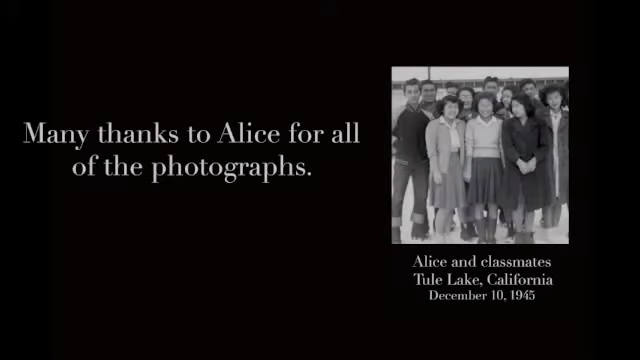 Many thanks to Alice for all
of the photographs.
Alice and classmates
Tule Lake, California
December 10, 1945